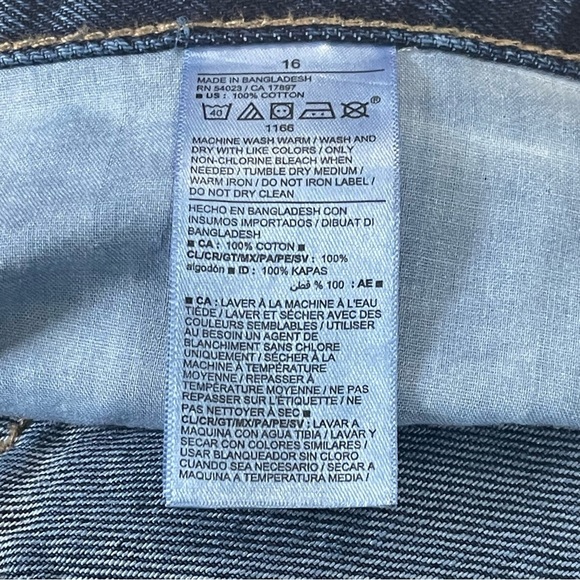 16
MADE IN BANGLADESH
RN 54023 / CA 17897
■ US : 100% COTTON
40 ®
1166
MACHINE WASH WARM / WASH AND
DRY WITH LIKE COLORS / ONLY
NON-CHLORINE BLEACH WHEN
NEEDED / TUMBLE DRY MEDIUM /
WARM IRON / DO NOT IRON LABEL /
DO NOT DRY CLEAN
HECHO EN BANGLADESH CON
INSUMOS IMPORTADOS / DIBUAT DI
BANGLADESH
■ CA : 100% COTON ■
CL/CR/GT/MX/PA/PE/SV : 100%
algodón ■ ID : 100% KAPAS
■ AE : 100 % قطن
■ CA : LAVER À LA MACHINE À L'EAU
TIÈDE / LAVER ET SÉCHER AVEC DES
COULEURS SEMBLABLES / UTILISER
AU BESOIN UN AGENT DE
BLANCHIMENT SANS CHLORE
UNIQUEMENT / SÉCHER À LA
MACHINE À TEMPÉRATURE
MOYENNE / REPASSER À
TEMPÉRATURE MOYENNE / NE PAS
REPASSER SUR L'ÉTIQUETTE / NE
PAS NETTOYER À SEC ■
CL/CR/GT/MX/PA/PE/SV : LAVAR A
MAQUINA CON AGUA TIBIA / LAVAR Y
SECAR CON COLORES SIMILARES /
USAR BLANQUEADOR SIN CLORO
CUANDO SEA NECESARIO / SECAR A
MAQUINA A TEMPERATURA MEDIA /